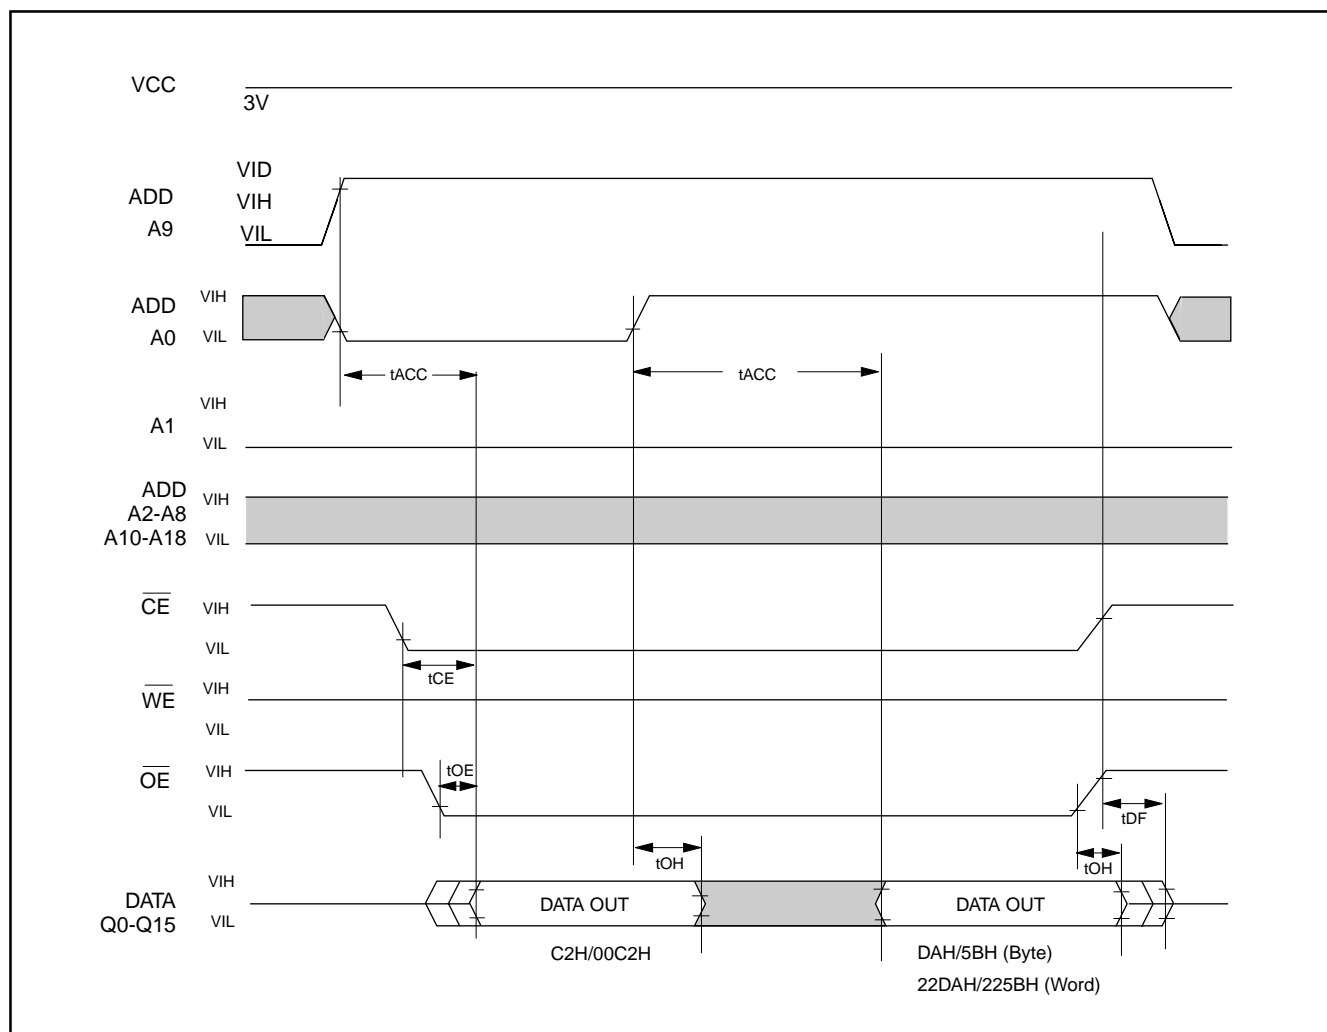 VCC
3V
VID
ADD
VIH
A9
VIL
ADD
VIH
A0
VIL
tACC
tACC
VIH
A1
VIL
ADD
VIH
A2-A8
A10-A18
VIL
CE
VIH
VIL
tCE
WE
VIH
VIL
OE
VIH
tOE
VIL
tDF
tOH
tOH
VIH
DATA
DATA OUT
DATA OUT
Q0-Q15
VIL
C2H/00C2H
DAH/5BH (Byte)
22DAH/225BH (Word)